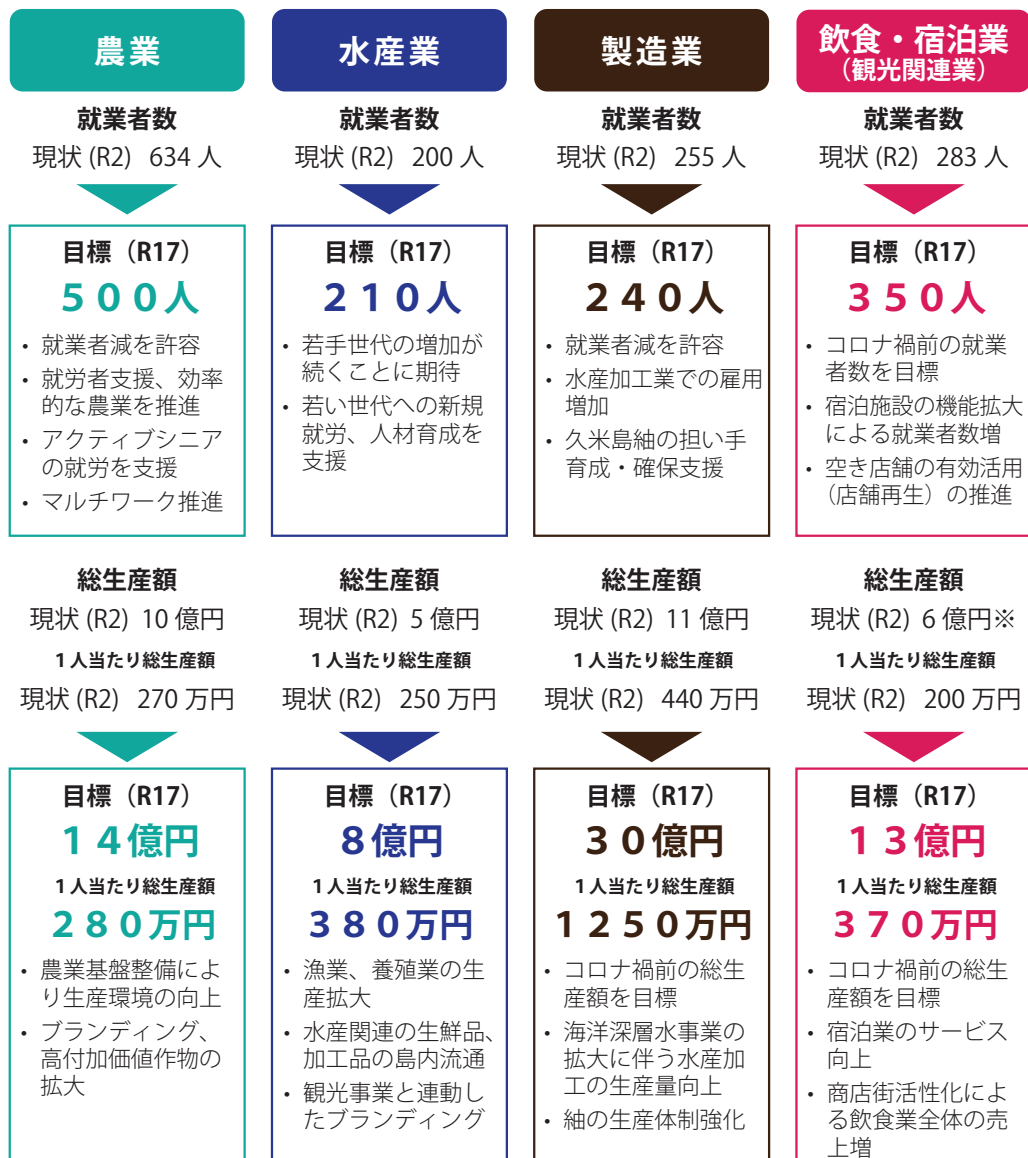 農業
就業者数
現状 (R2) 634 人
目標（R17）
５００人
・ 就業者減を許容
・ 就労者支援、効率
的な農業を推進
・ アクティブシニア
の就労を支援
・ マルチワーク推進
総生産額
現状 (R2) 10 億円
１人当たり総生産額
現状 (R2) 270 万円
目標（R17）
１４億円
１人当たり総生産額
２８０万円
・ 農業基盤整備によ
り生産環境の向上
・ ブランディング、
高付加価値作物の
拡大
水産業
就業者数
現状 (R2) 200 人
目標（R17）
２１０人
・ 若手世代の増加が
続くことに期待
・ 若い世代への新規
就労、人材育成を
支援
総生産額
現状 (R2) 5 億円
１人当たり総生産額
現状 (R2) 250 万円
目標（R17）
８億円
１人当たり総生産額
３８０万円
・ 漁業、養殖業の生
産拡大
・ 水産関連の生鮮品、
加工品の島内流通
・ 観光事業と連動し
たブランディング
製造業
就業者数
現状 (R2) 255 人
目標（R17）
２４０人
・ 就業者減を許容
・ 水産加工業での雇用
増加
・ 久米島紬の担い手
育成・確保支援
総生産額
現状 (R2) 11 億円
１人当たり総生産額
現状 (R2) 440 万円
目標（R17）
３０億円
１人当たり総生産額
１２５０万円
・ コロナ禍前の総生
産額を目標
・ 海洋深層水事業の
拡大に伴う水産加
工の生産量向上
・ 紬の生産体制強化
飲食・宿泊業
（観光関連業）
就業者数
現状 (R2) 283 人
目標（R17）
３５０人
・ コロナ禍前の就業
者数を目標
・ 宿泊施設の機能拡大
による就業者数増
・ 空き店舗の有効活用
（店舗再生）の推進
総生産額
現状 (R2) 6 億円※
１人当たり総生産額
現状 (R2) 200 万円
目標（R17）
１３億円
１人当たり総生産額
３７０万円
・ コロナ禍前の総生
産額を目標
・ 宿泊業のサービス
向上
・ 商店街活性化によ
る飲食業全体の売
上増